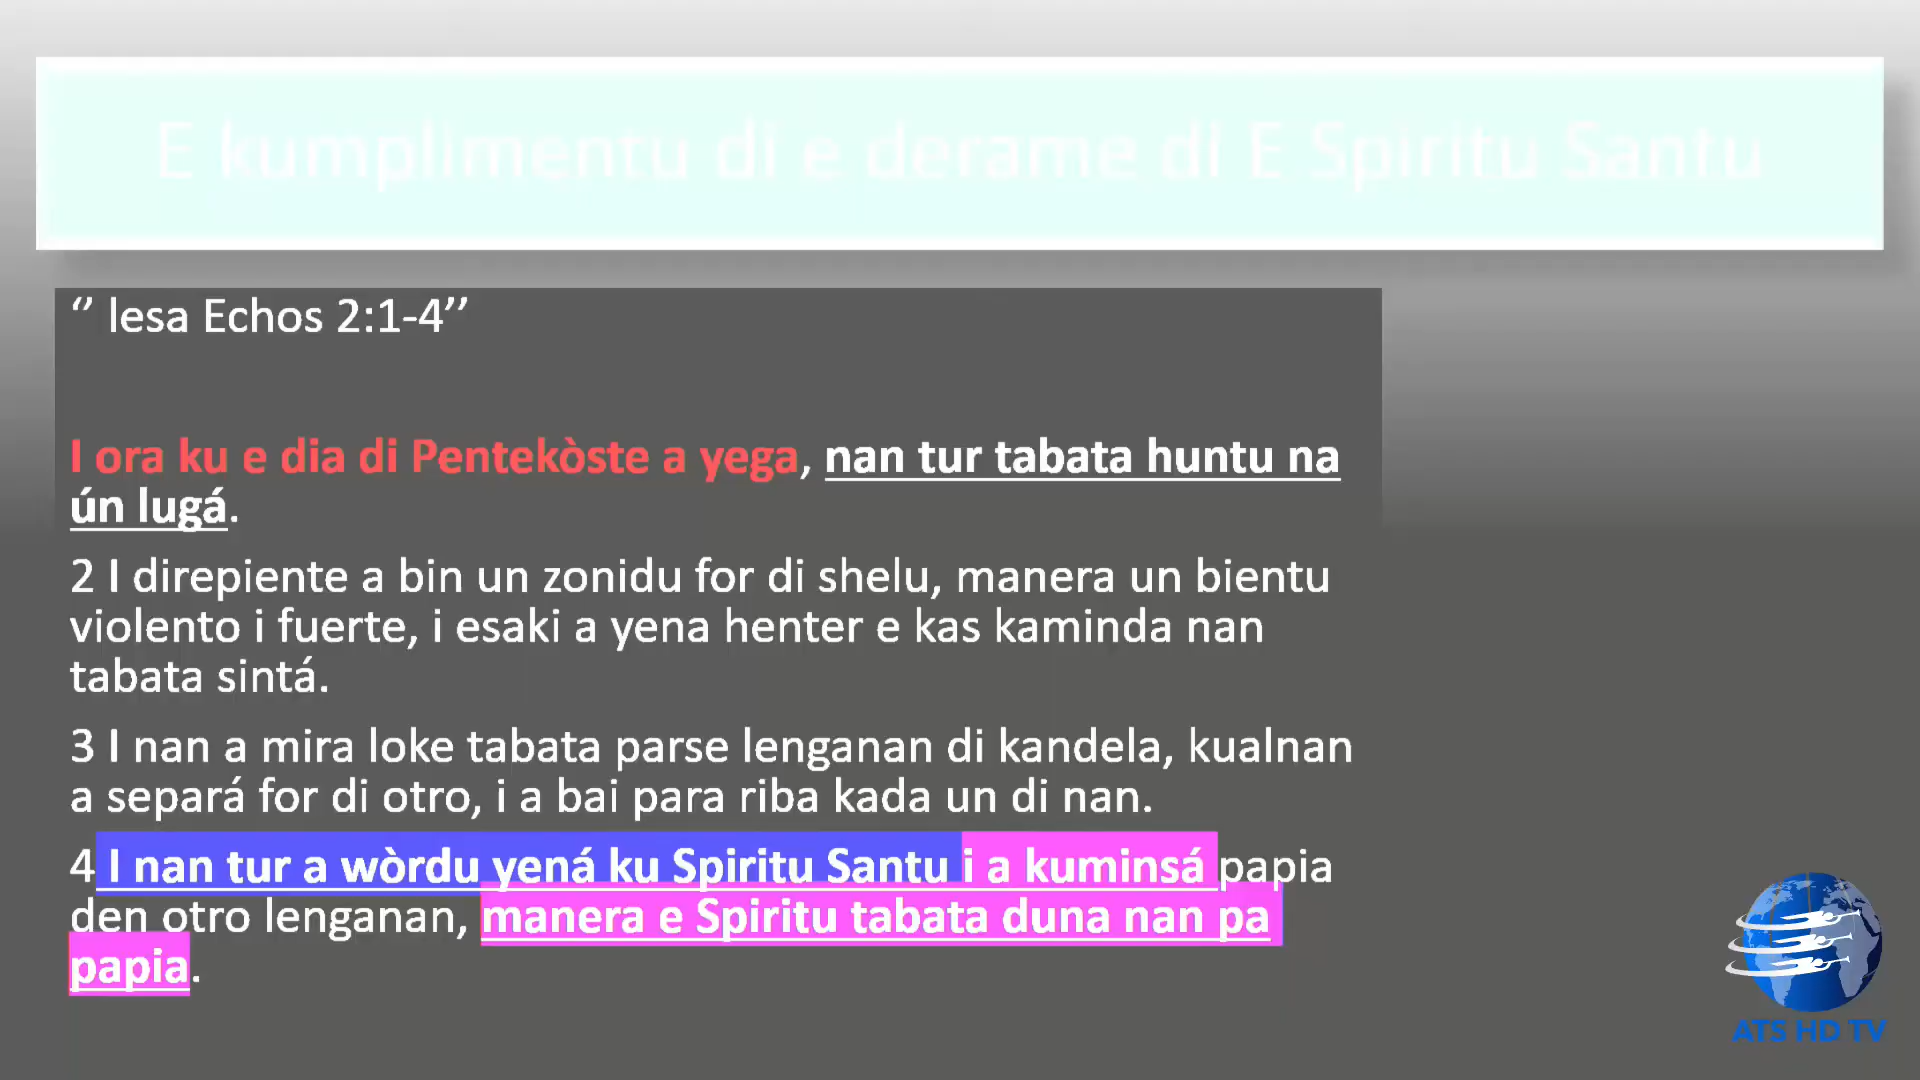 E kumplimentu di e derame di E Spiritu Santu
‘’ lesa Echos 2:1-4’’
I ora ku e dia di Pentekòste a yega, nan tur tabata huntu na
ún lugá.
2 I direpiente a bin un zonidu for di shelu, manera un bientu
violento i fuerte, i esaki a yena henter e kas kaminda nan
tabata sintá.
3 I nan a mira loke tabata parse lenganan di kandela, kualnan
a separá for di otro, i a bai para riba kada un di nan.
4 I nan tur a wòrdu yená ku Spiritu Santu i a kuminsá papia
den otro lenganan, manera e Spiritu tabata duna nan pa
papia.
ATS HD TV